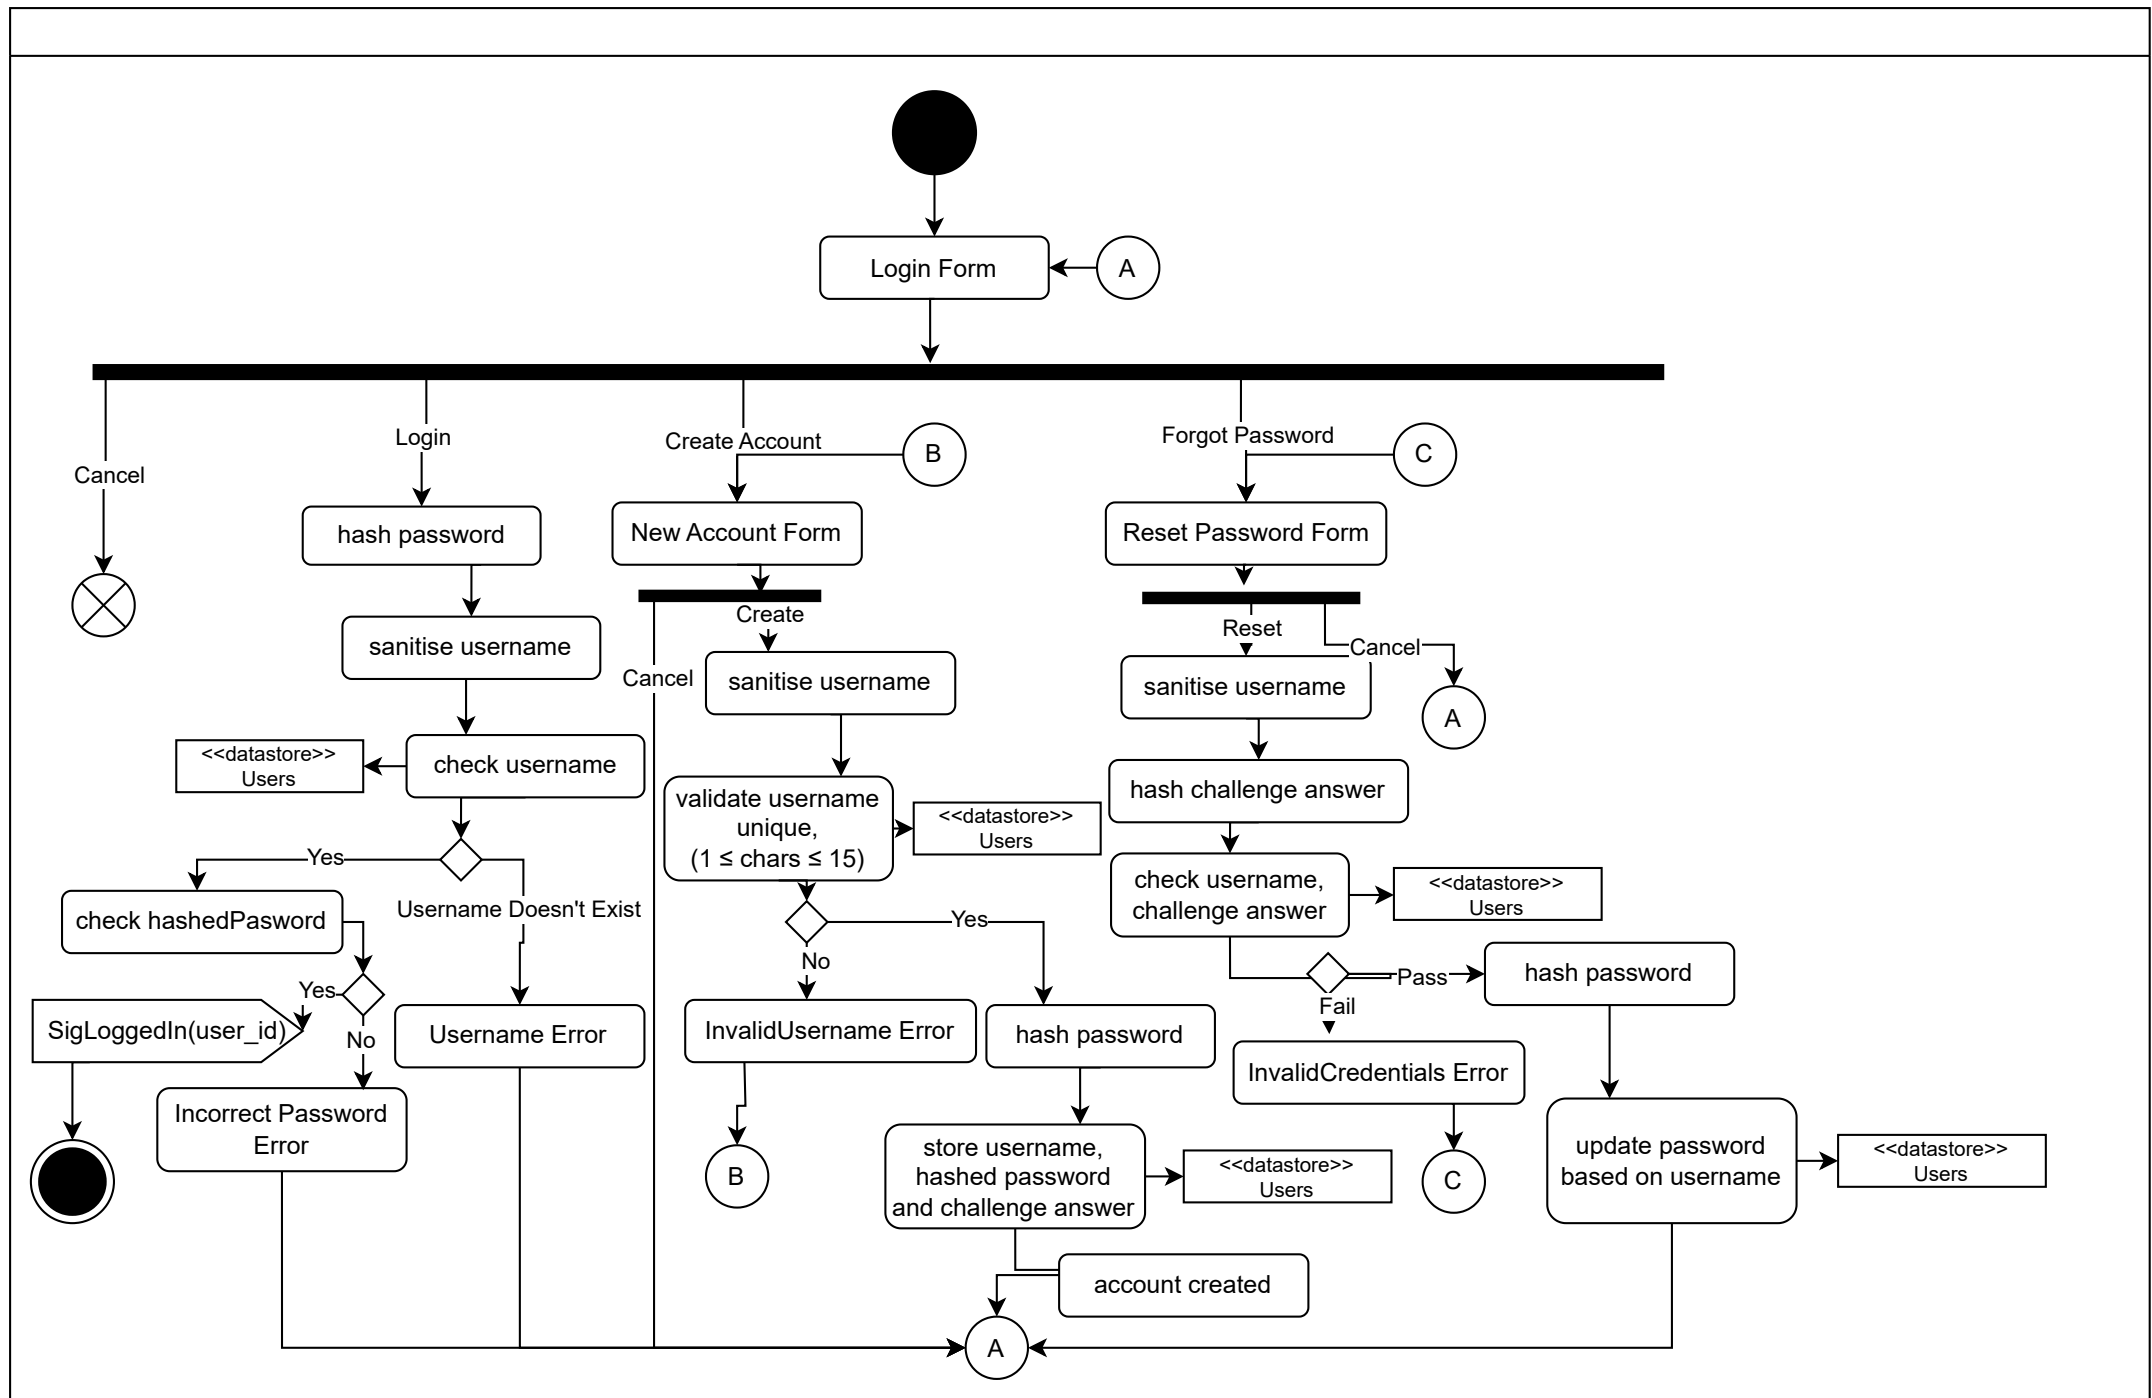 Login Form
A
Cancel
Login
Create Account
B
Forgot Password
C
hash password
New Account Form
Reset Password Form
sanitise username
Create
Cancel
sanitise username
Reset
Cancel
sanitise username
A
<<datastore>>
Users
check username
validate username
unique,
(1 ≤ chars ≤ 15)
<<datastore>>
Users
hash challenge answer
Yes
Username Doesn't Exist
check hashedPasword
check username,
challenge answer
<<datastore>>
Users
Yes
No
Pass
hash password
Fail
Yes
No
SigLoggedIn(user_id)
Username Error
InvalidUsername Error
hash password
InvalidCredentials Error
Incorrect Password
Error
B
store username,
hashed password
and challenge answer
<<datastore>>
Users
C
update password
based on username
<<datastore>>
Users
account created
A